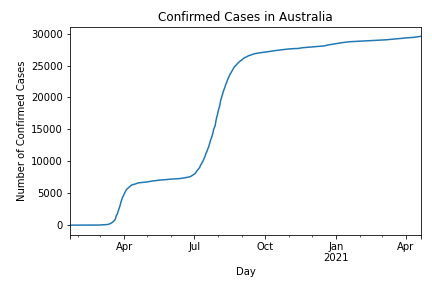 Confirmed Cases in Australia
Number of Confirmed Cases
30000
25000
20000
15000
10000
5000
0
Apr
Jul
Oct
Jan
2021
Apr
Day